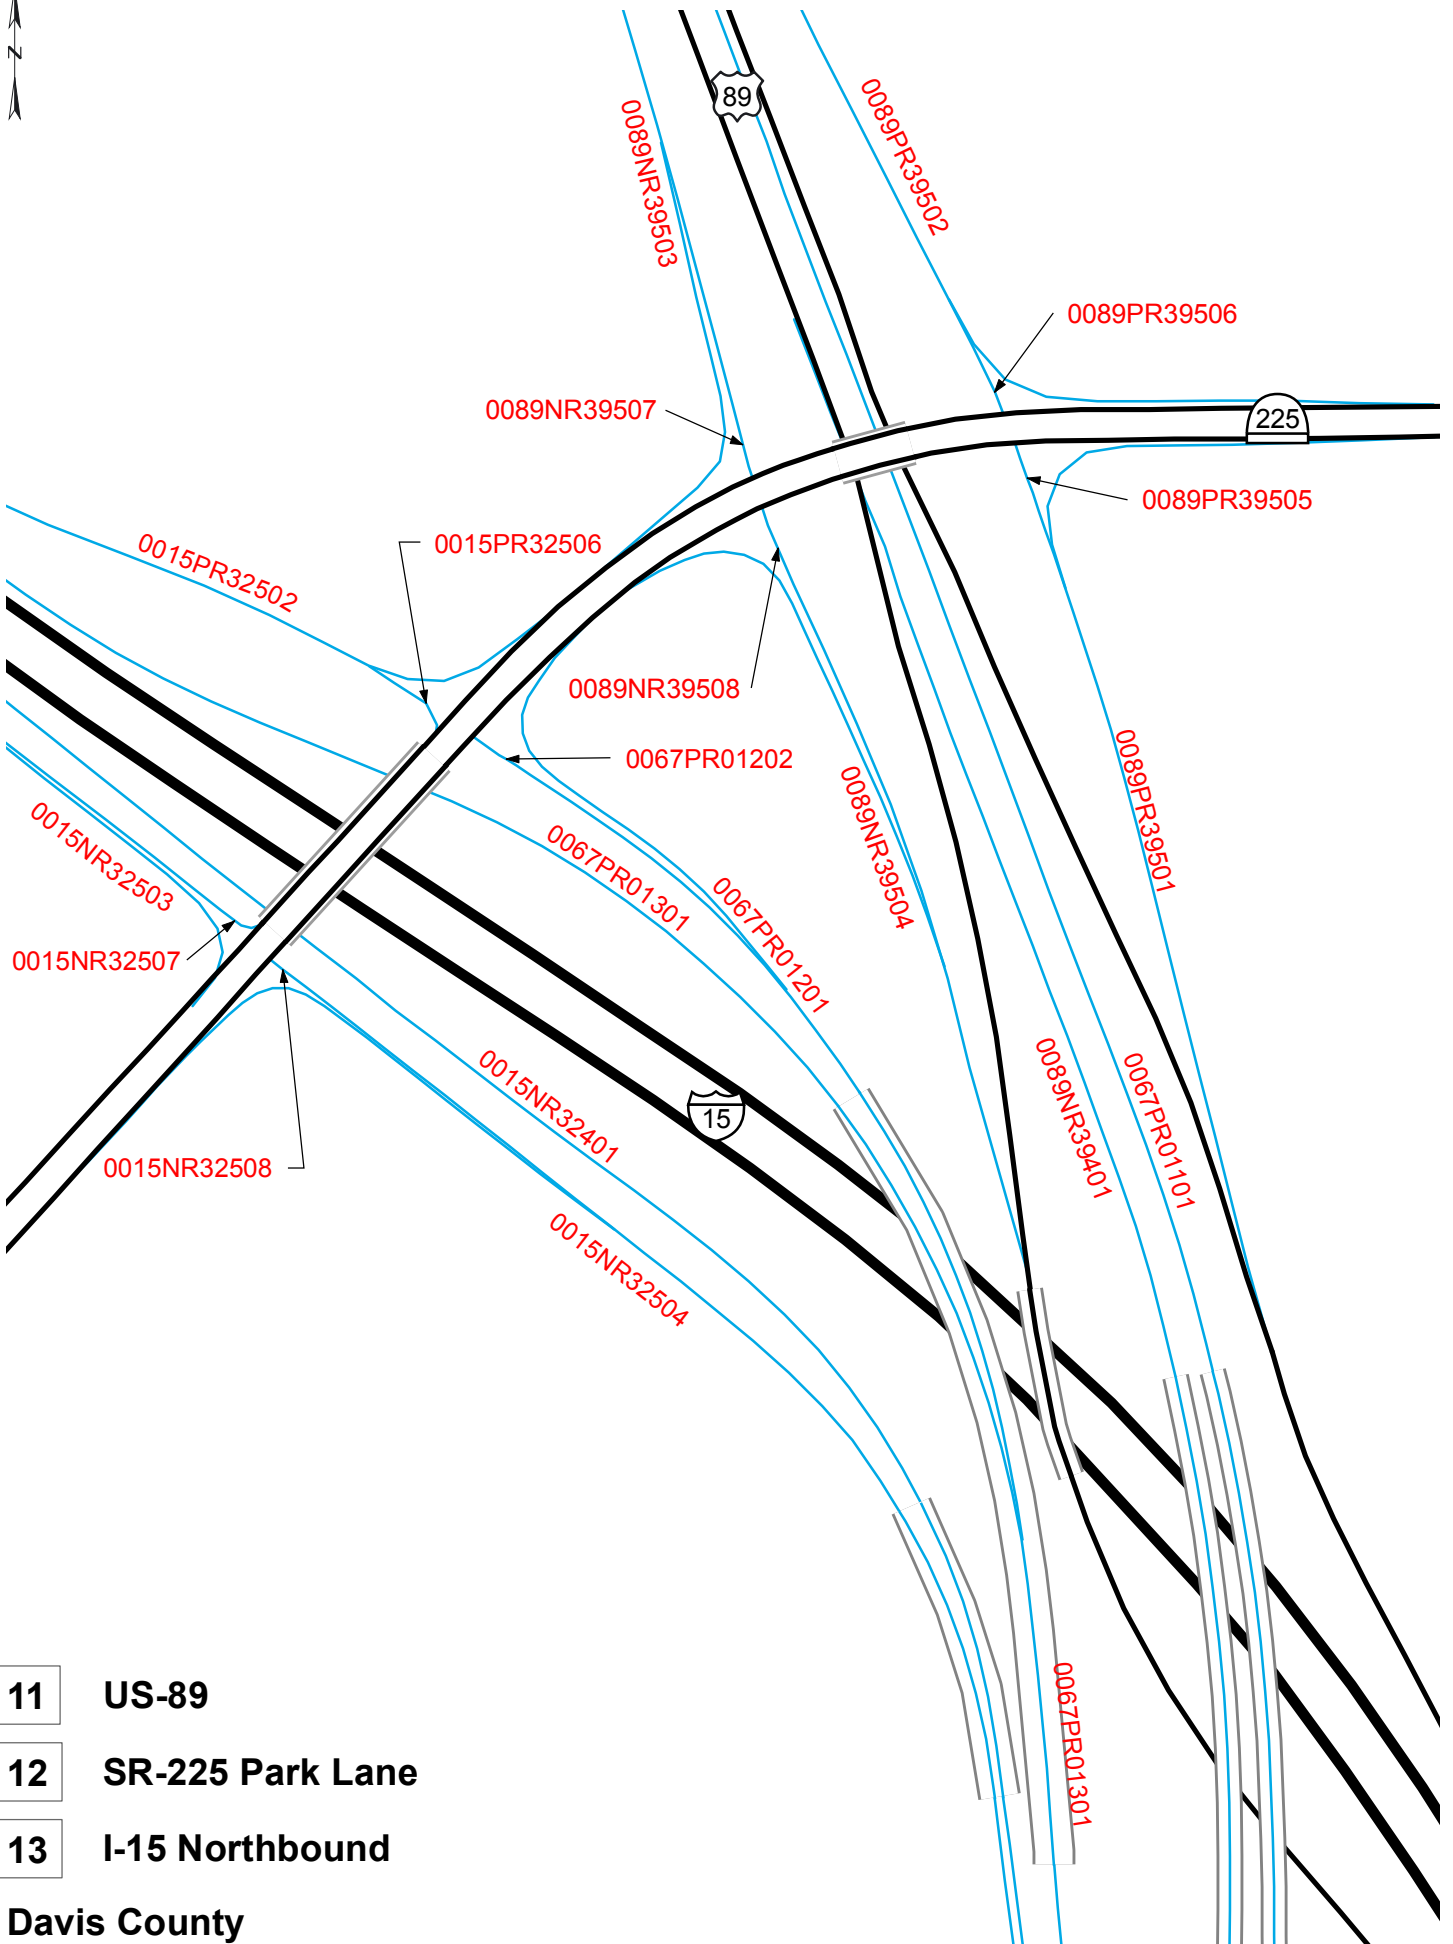 N
89
0089NR39503
0089PR39502
0089PR39506
0089NR39507
225
0089PR39505
0015PR32502
0015PR32506
0089NR39508
0067PR01202
0015NR32503
0067PR01301
0089NR39504
0089PR39501
0067PR01201
0015NR32507
0015NR32401
15
0089NR39401
0067PR01101
0015NR32508
0015NR32504
0067PR01301
11 US-89
12 SR-225 Park Lane
13 I-15 Northbound
Davis County